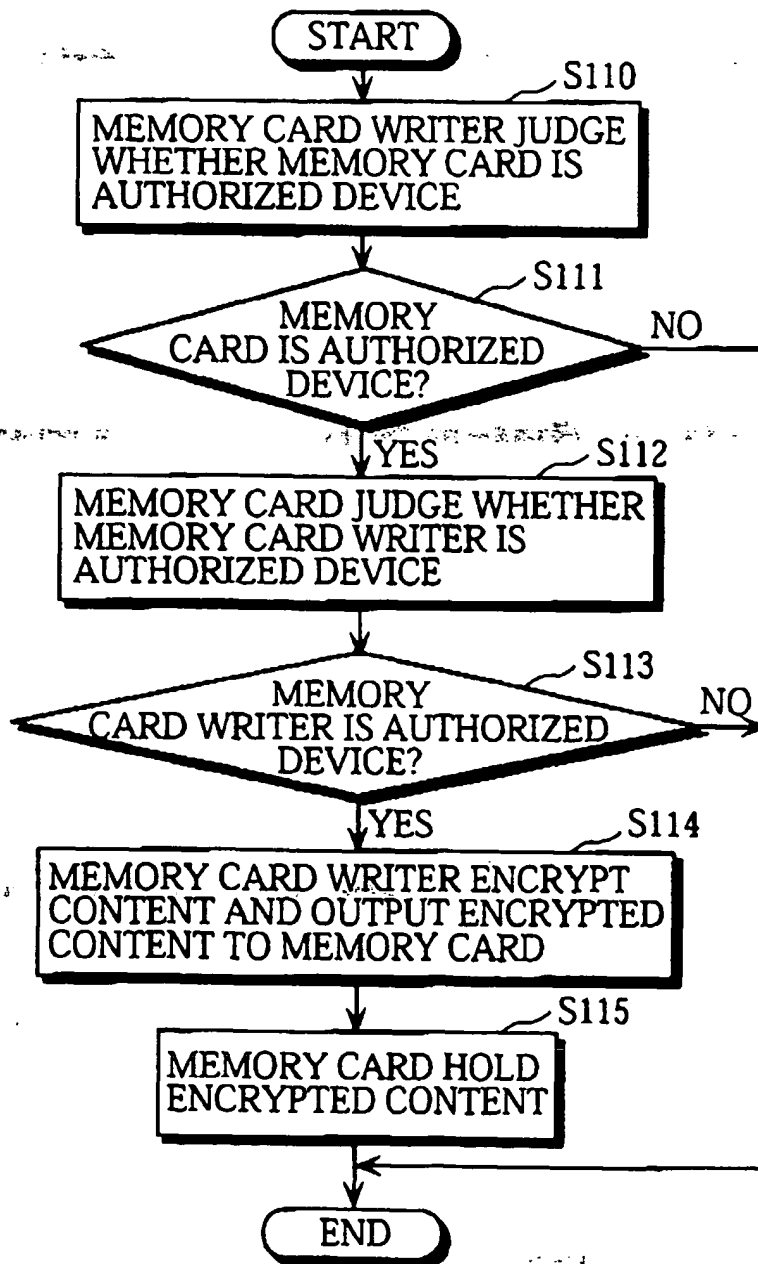 START
S110
MEMORY CARD WRITER JUDGE
WHETHER MEMORY CARD IS
AUTHORIZED DEVICE
S111
MEMORY
CARD IS AUTHORIZED
DEVICE?
NO
YES
S112
MEMORY CARD JUDGE WHETHER
MEMORY CARD WRITER IS
AUTHORIZED DEVICE
S113
MEMORY
CARD WRITER IS AUTHORIZED
DEVICE?
NO
YES
S114
MEMORY CARD WRITER ENCRYPT
CONTENT AND OUTPUT ENCRYPTED
CONTENT TO MEMORY CARD
S115
MEMORY CARD HOLD
ENCRYPTED CONTENT
END